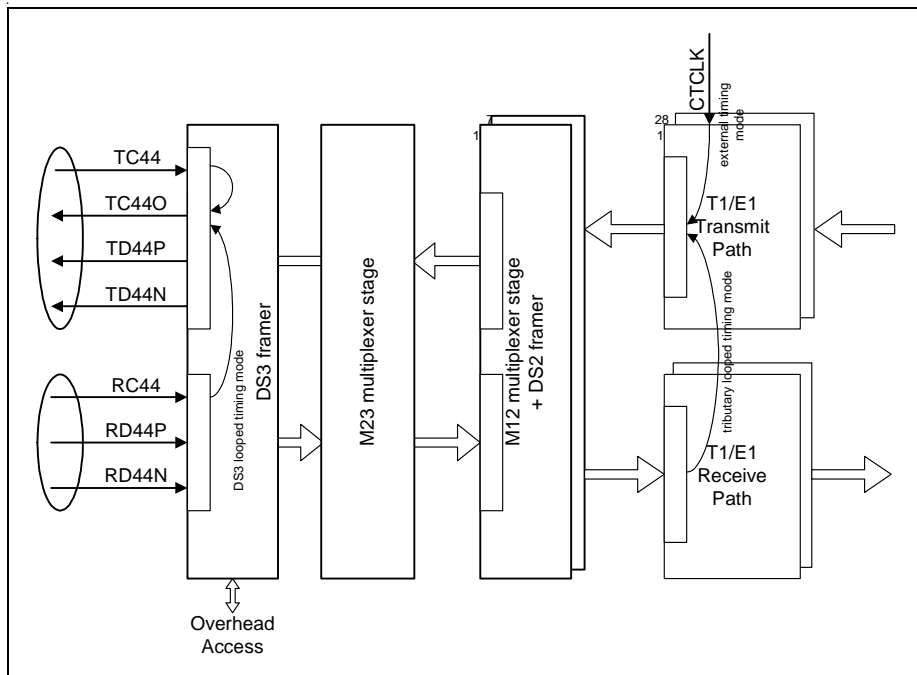 TC44
TC44O
TD44P
TD44N
RC44
RD44P
RD44N
DS3 looped timing mode
DS3 framer
Overhead
Access
M23 multiplexer stage
7
1
M12 multiplexer stage
+ DS2 framer
CTCLK
external timing
mode
28
1
T1/E1
Transmit
Path
tributary looped timing mode
T1/E1
Receive
Path